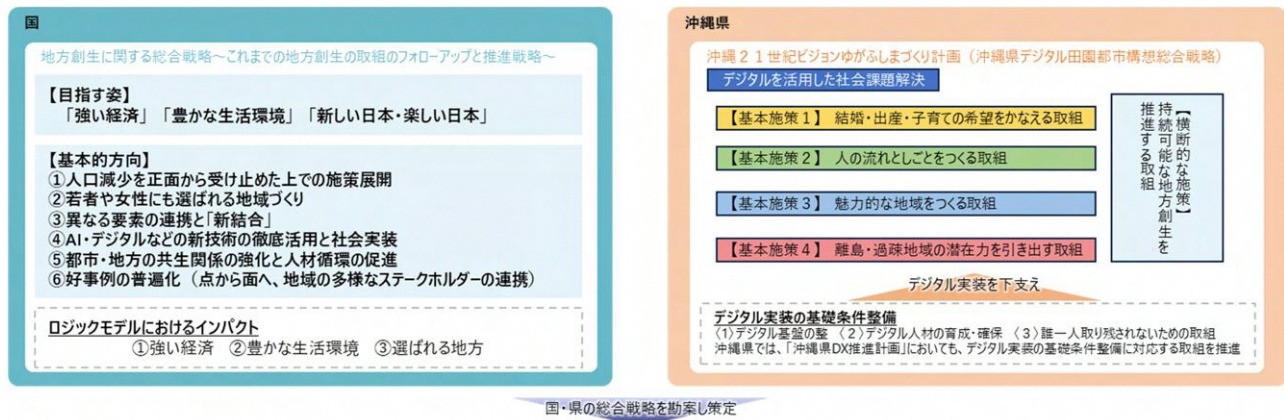 国
地方創生に関する総合戦略～これまでの地方創生の取組のフォローアップと推進戦略～
【目指す姿】
「強い経済」「豊かな生活環境」「新しい日本・楽しい日本」
【基本的方向】
①人口減少を正面から受け止めた上での施策展開
②若者や女性にも選ばれる地域づくり
③異なる要素の連携と「新結合」
④AI・デジタルなどの新技術の徹底活用と社会実装
⑤都市・地方の共生関係の強化と人材循環の促進
⑥好事例の普遍化（点から面へ、地域の多様なステークホルダーの連携）
ロジックモデルにおけるインパクト
①強い経済　②豊かな生活環境　③選ばれる地方
沖縄県
沖縄２１世紀ビジョンゆがふしまづくり計画（沖縄県デジタル田園都市構想総合戦略）
デジタルを活用した社会課題解決
【基本施策１】　結婚・出産・子育ての希望をかなえる取組
【基本施策２】　人の流れとしごとをつくる取組
【基本施策３】　魅力的な地域をつくる取組
【基本施策４】　離島・過疎地域の潜在力を引き出す取組
【横断的な施策】
持続可能な地方創生を
推進する取組
デジタル実装を下支え
デジタル実装の基礎条件整備
〈1〉デジタル基盤の整　〈２〉デジタル人材の育成・確保　〈３〉誰一人取り残されないための取組
沖縄県では、「沖縄県DX推進計画」においても、デジタル実装の基礎条件整備に対応する取組を推進
国・県の総合戦略を勘案し策定